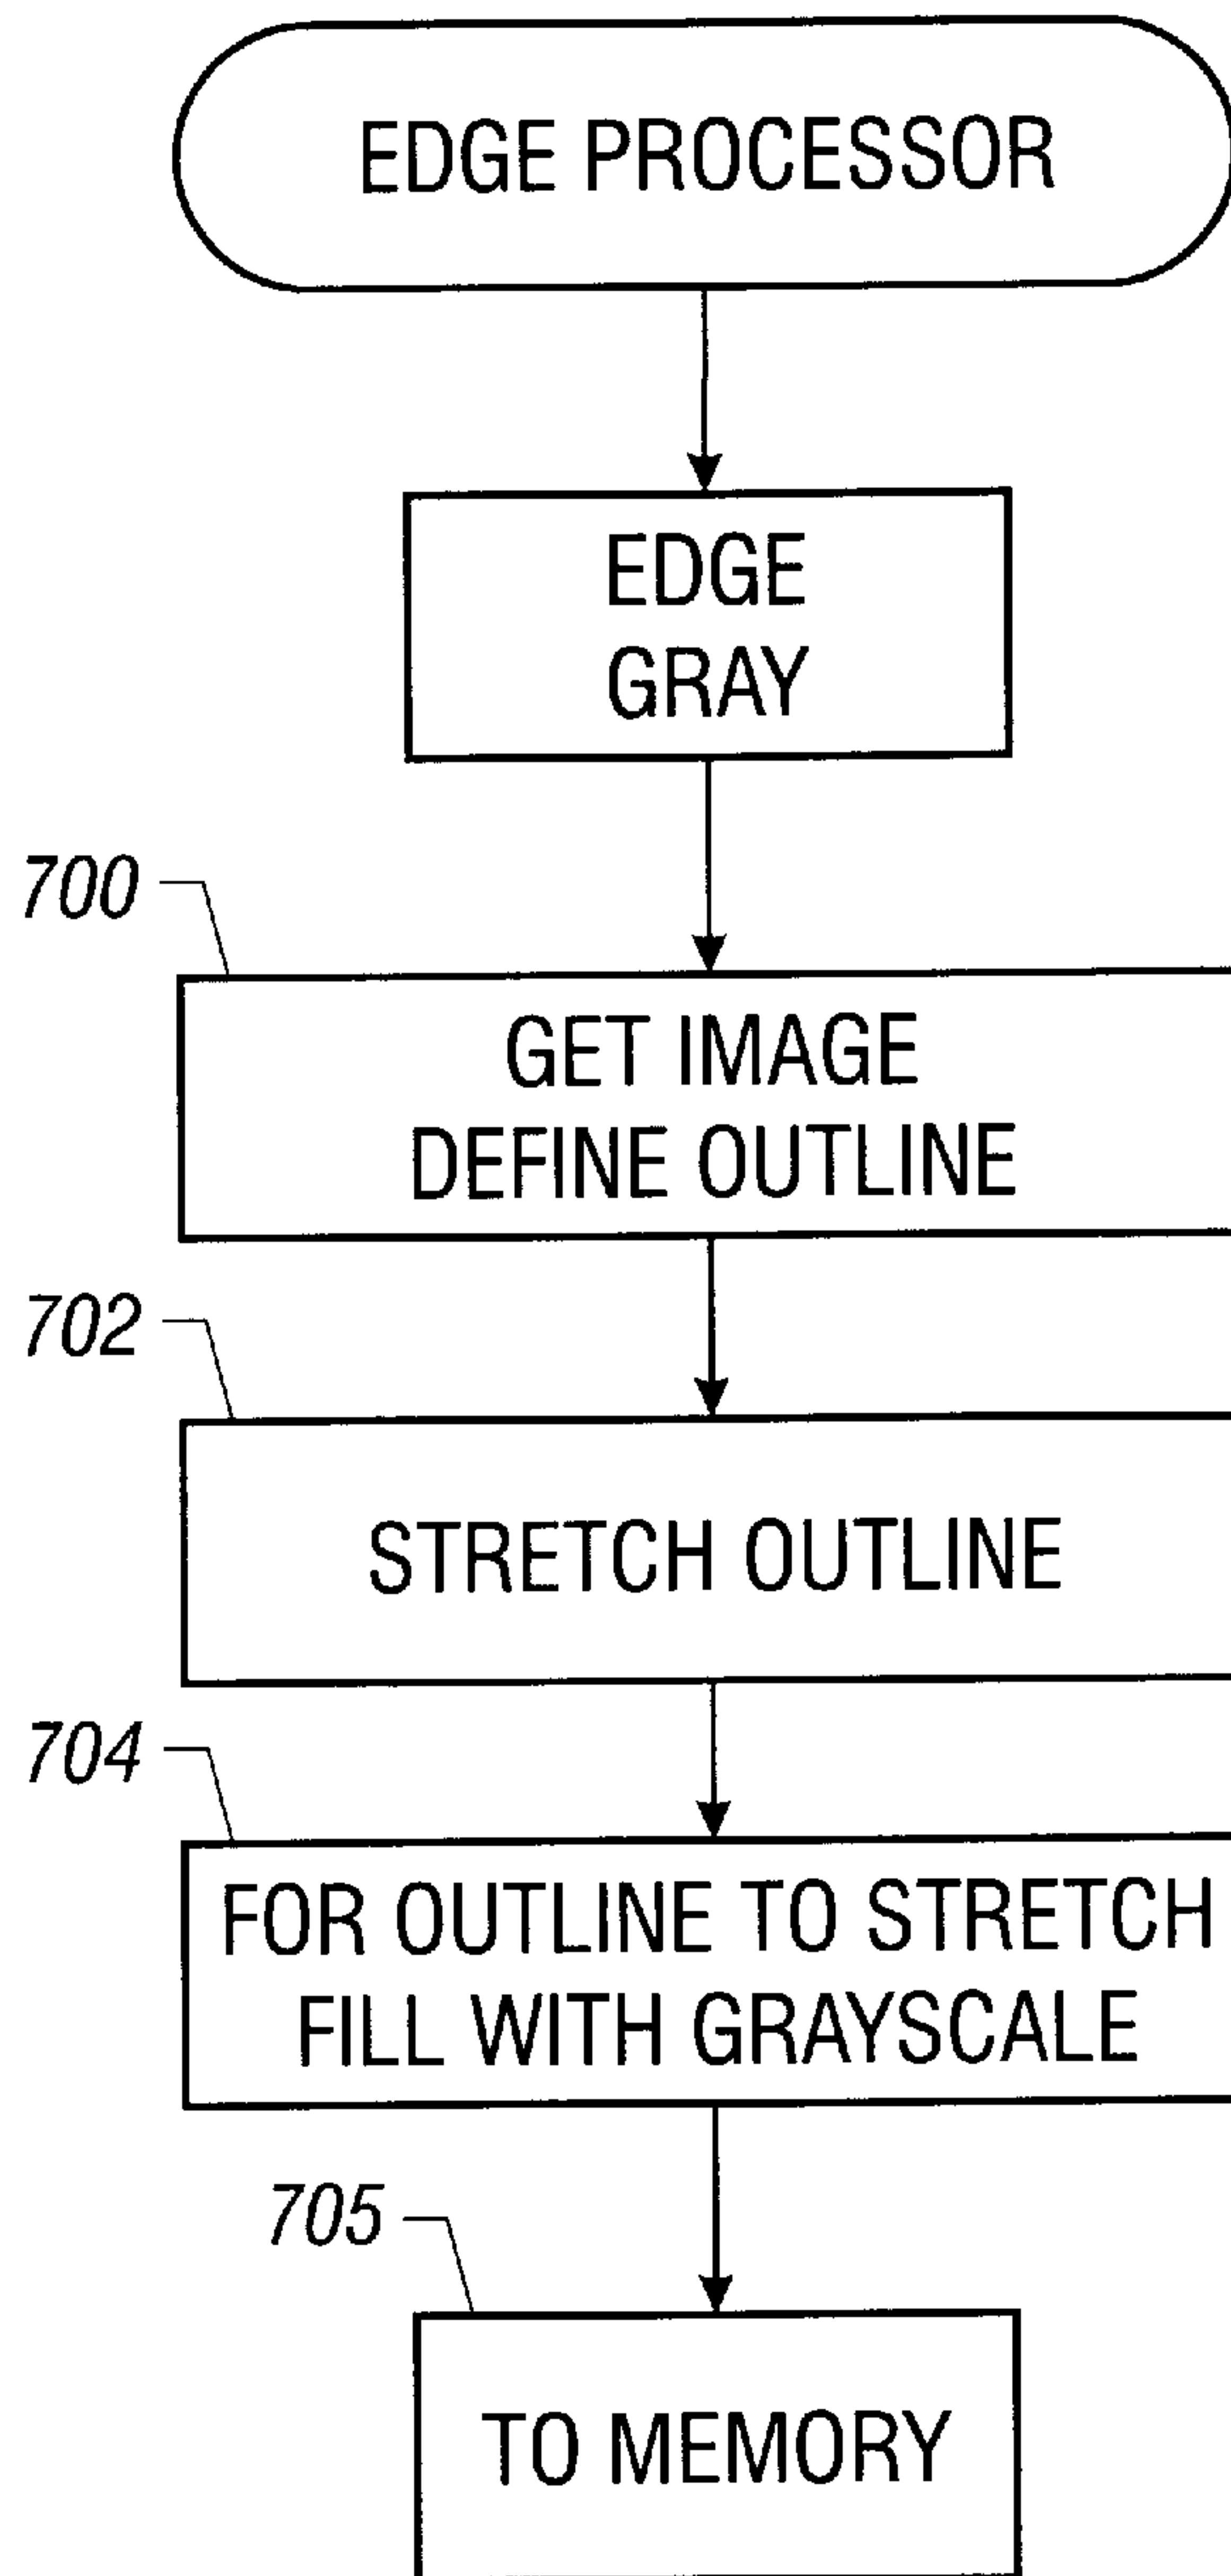 EDGE PROCESSOR
EDGE
GRAY
700
GET IMAGE
DEFINE OUTLINE
702
STRETCH OUTLINE
704
FOR OUTLINE TO STRETCH
FILL WITH GRAYSCALE
705
TO MEMORY